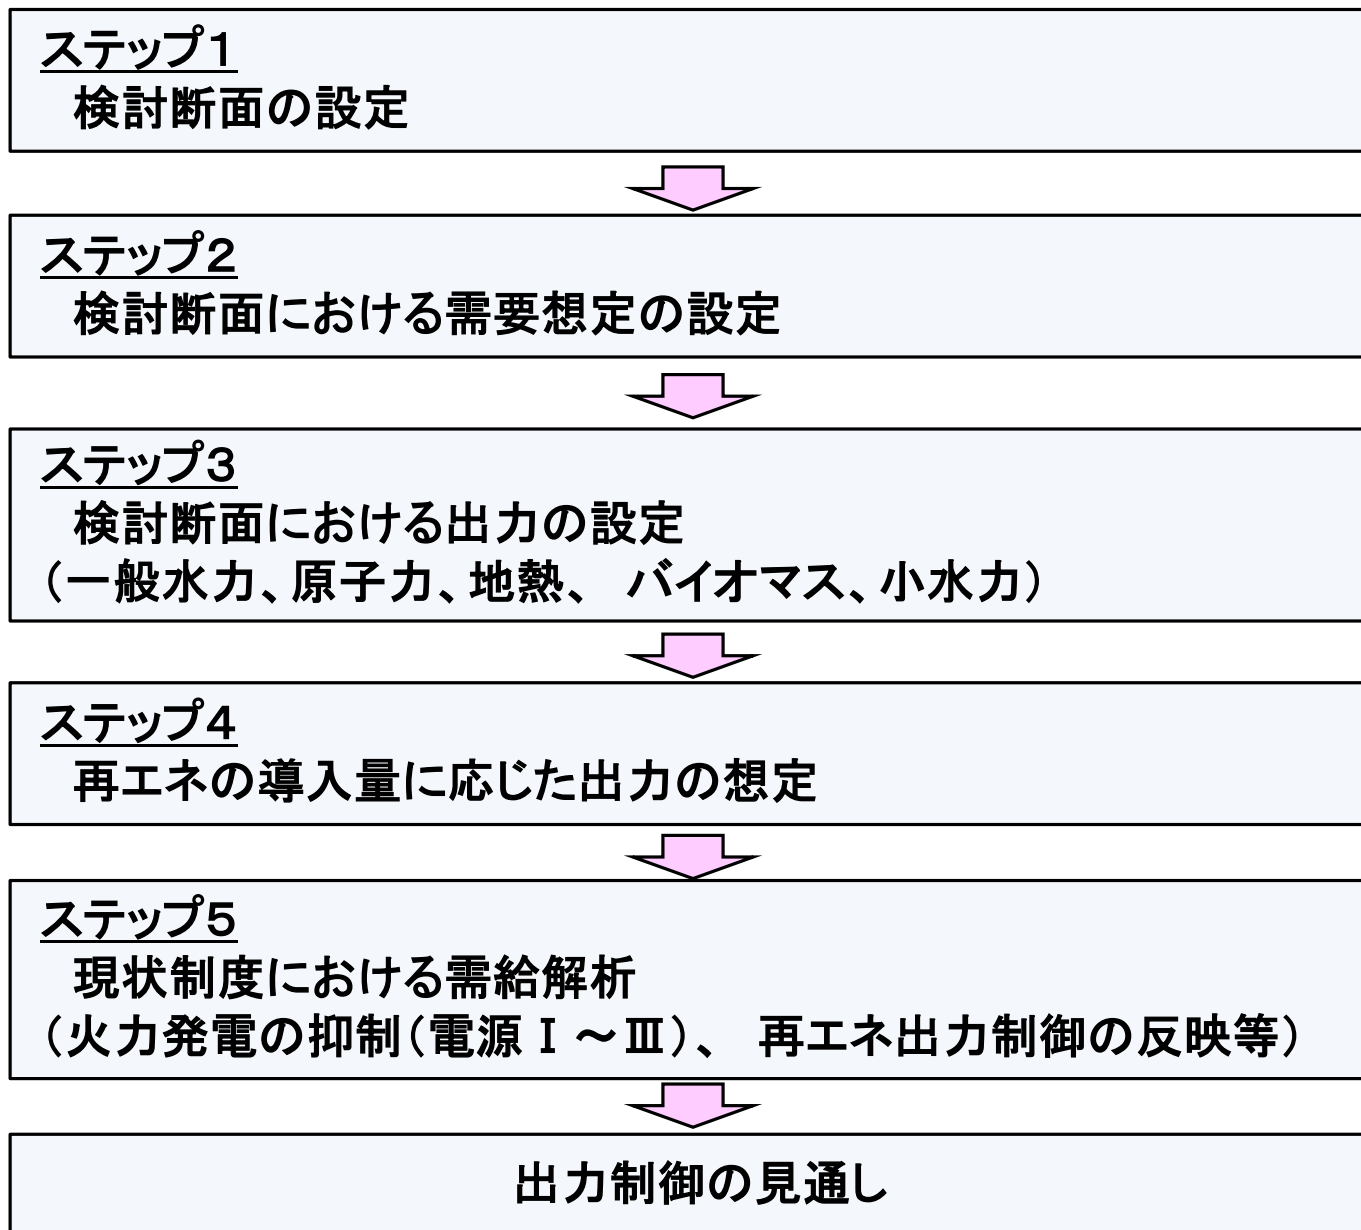 ステップ１
検討断面の設定
ステップ２
検討断面における需要想定の設定
ステップ３
検討断面における出力の設定
（一般水力、原子力、地熱、 バイオマス、小水力）
ステップ４
再エネの導入量に応じた出力の想定
ステップ５
現状制度における需給解析
（火力発電の抑制（電源Ⅰ～Ⅲ）、 再エネ出力制御の反映等）
出力制御の見通し